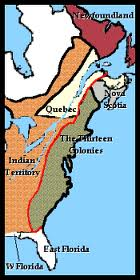 Newfoundland
Quebec
Nova
Scotia
The Thirteen
Colonies
Indian
Territory
East Florida
W Florida